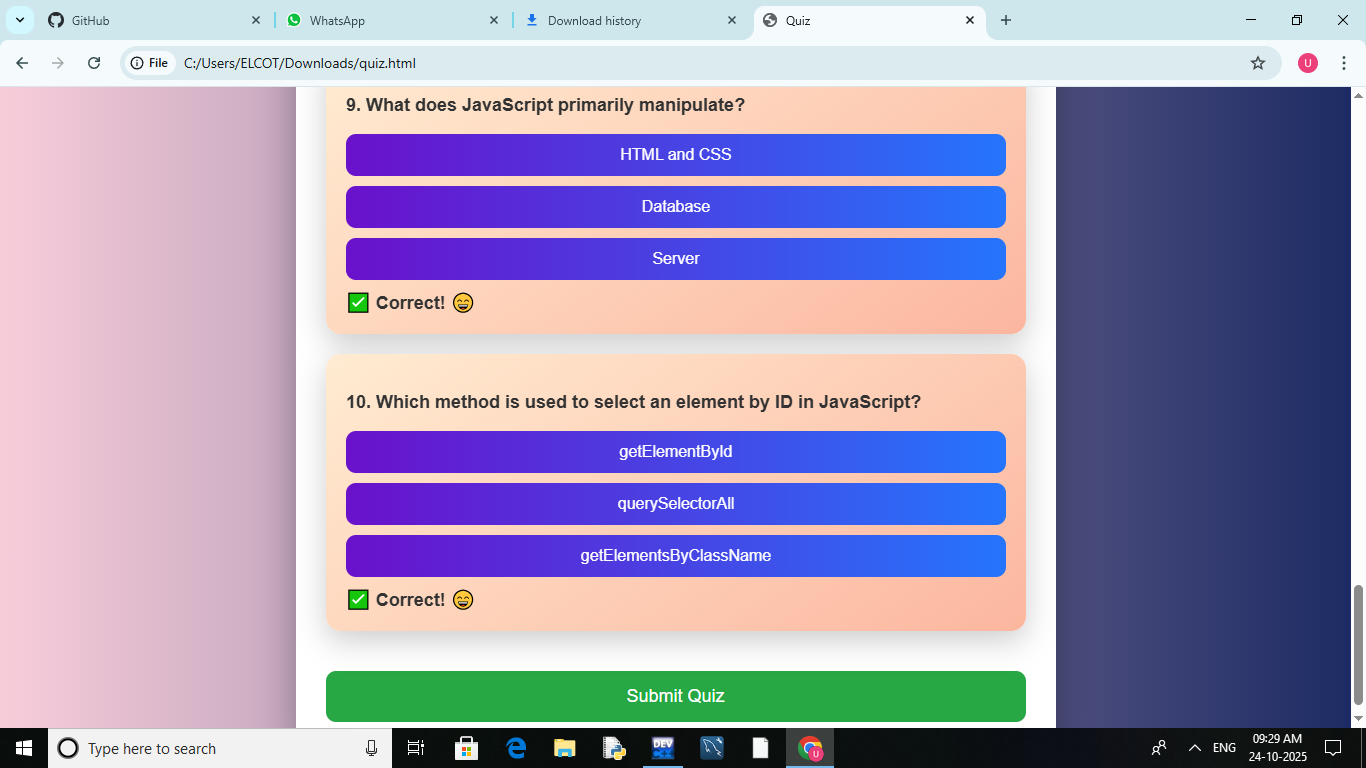 GitHub
WhatsApp
Download history
Quiz
File
C:/Users/ELCOT/Downloads/quiz.html
U
9. What does JavaScript primarily manipulate?
HTML and CSS
Database
Server
✅ Correct! 😄
10. Which method is used to select an element by ID in JavaScript?
getElementById
querySelectorAll
getElementsByClassName
✅ Correct! 😄
Submit Quiz
Type here to search
DEV
U
ENG
09:29 AM
24-10-2025